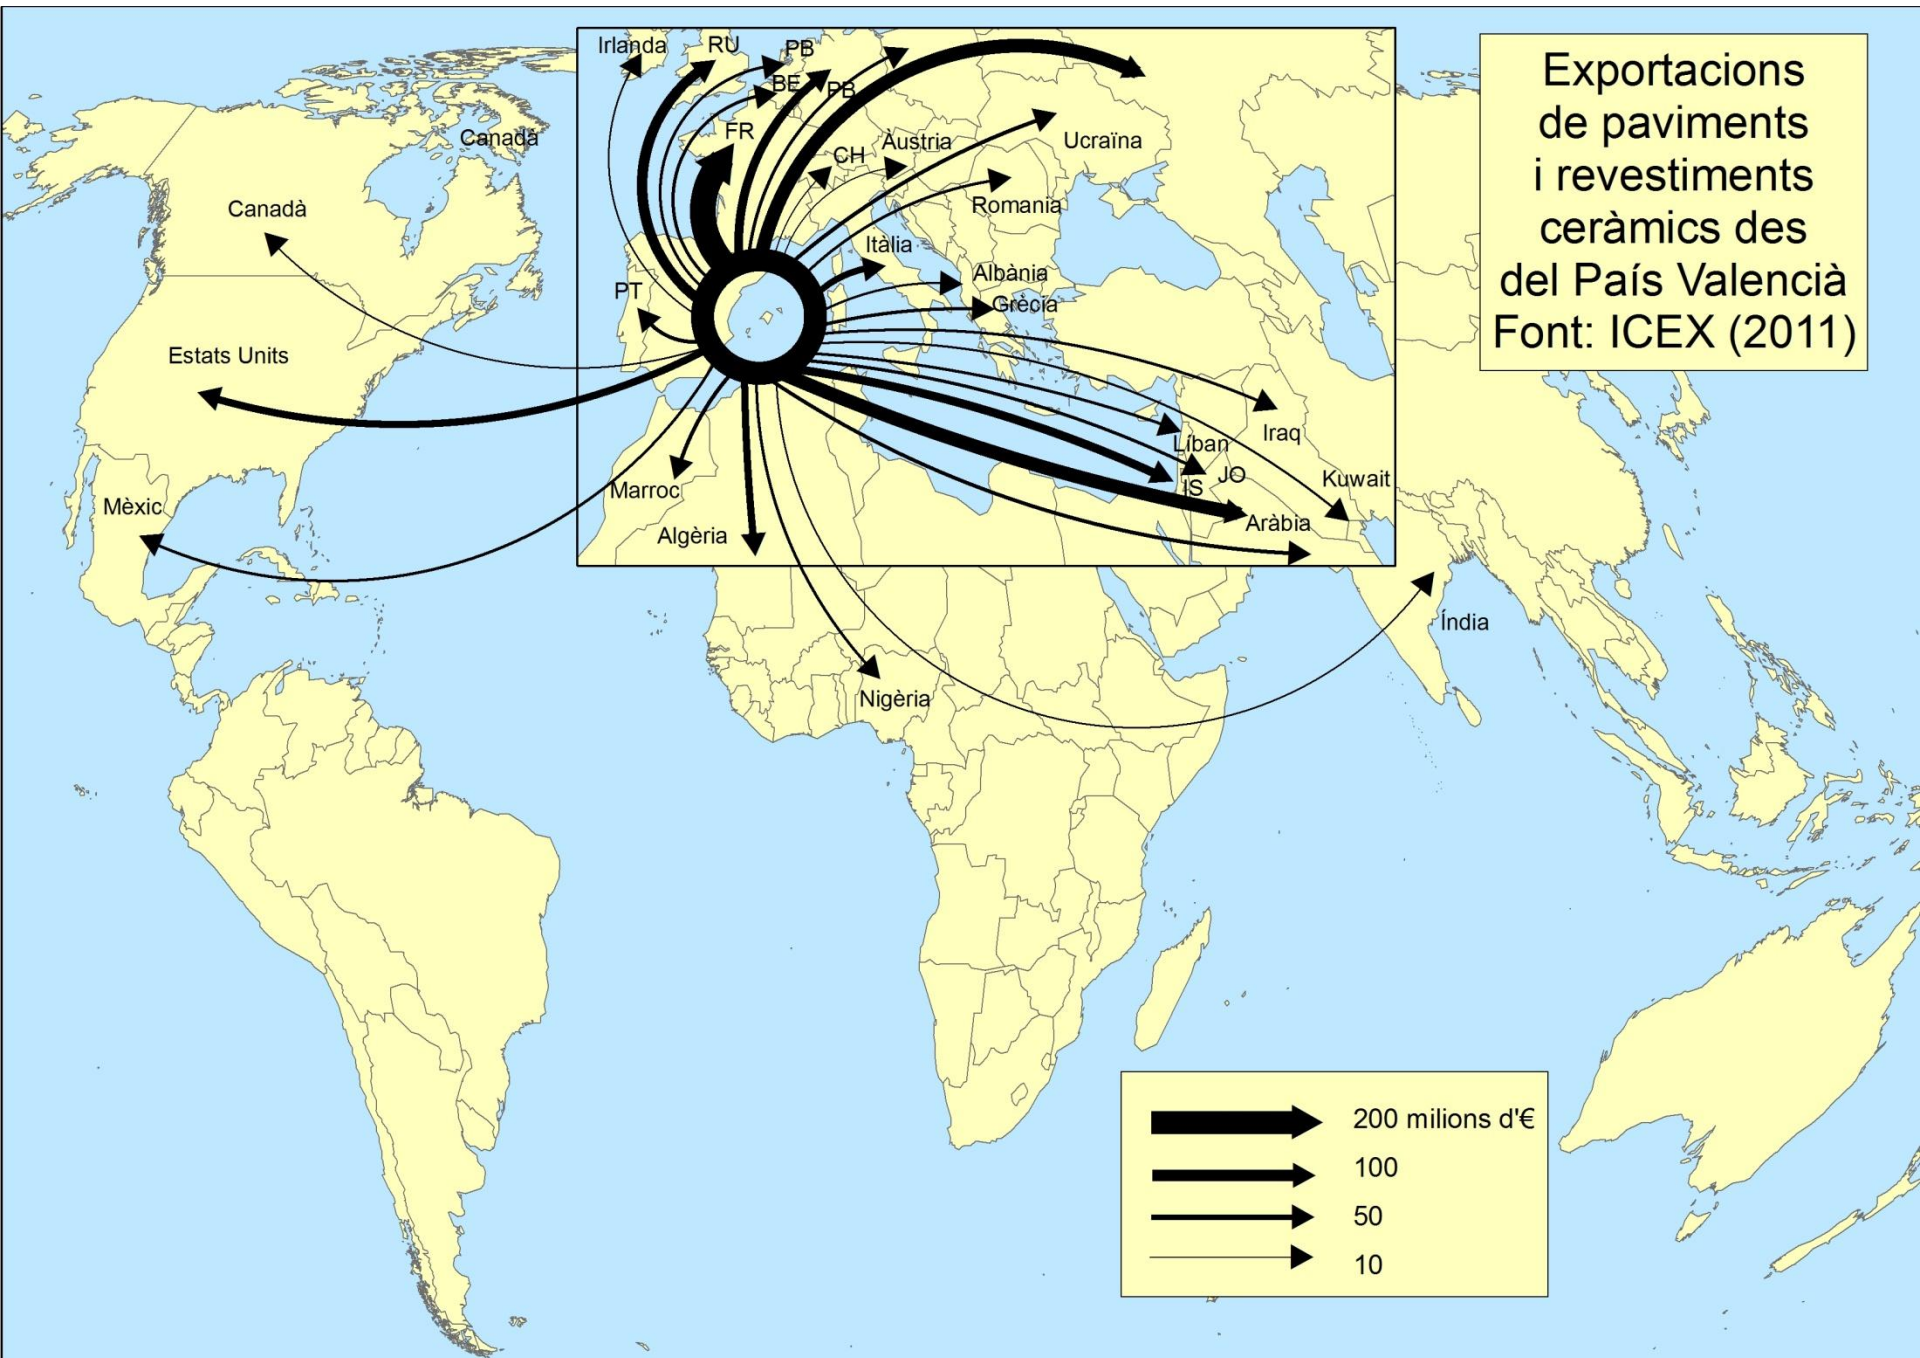 Exportacions
de paviments
i revestiments
ceràmics des
del País Valencià
Font: ICEX (2011)
Irlanda
RU
PB
BE
PB
FR
CH
Àustria
Ucraïna
Romania
Itàlia
Albània
Grècia
PT
Canadà
Canadà
Estats Units
Mèxic
Marroc
Algèria
Líban
Iraq
JO
IS
Kuwait
Aràbia
Índia
Nigèria
200 milions d'€
100
50
10